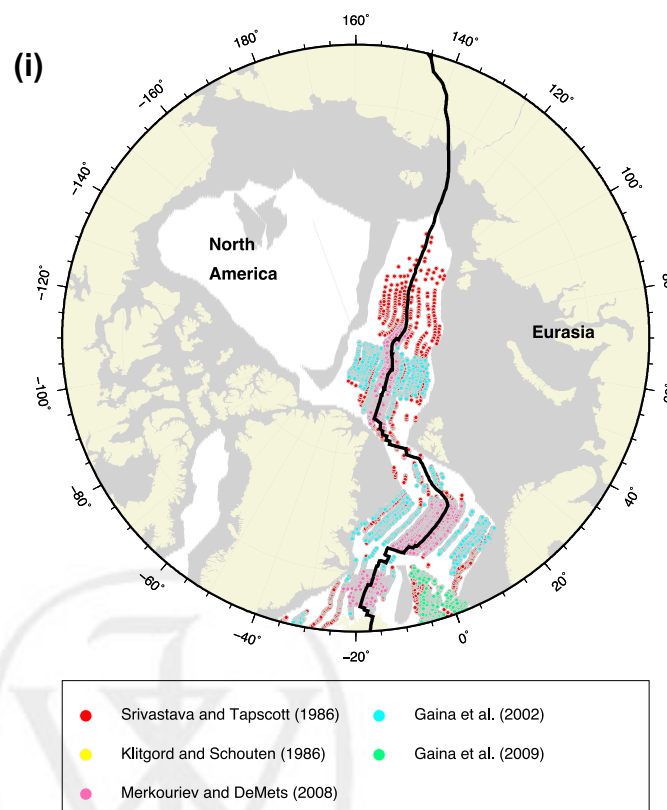 (i)
160˚
180˚
140˚
−160˚
120˚
−140˚
100˚
North
America
−120˚
Eurasia
−100˚
−80˚
40˚
−60˚
20˚
−40˚
0˚
−20˚
Srivastava and Tapscott (1986)
Gaina et al. (2002)
Klitgord and Schouten (1986)
Gaina et al. (2009)
Merkouriev and DeMets (2008)